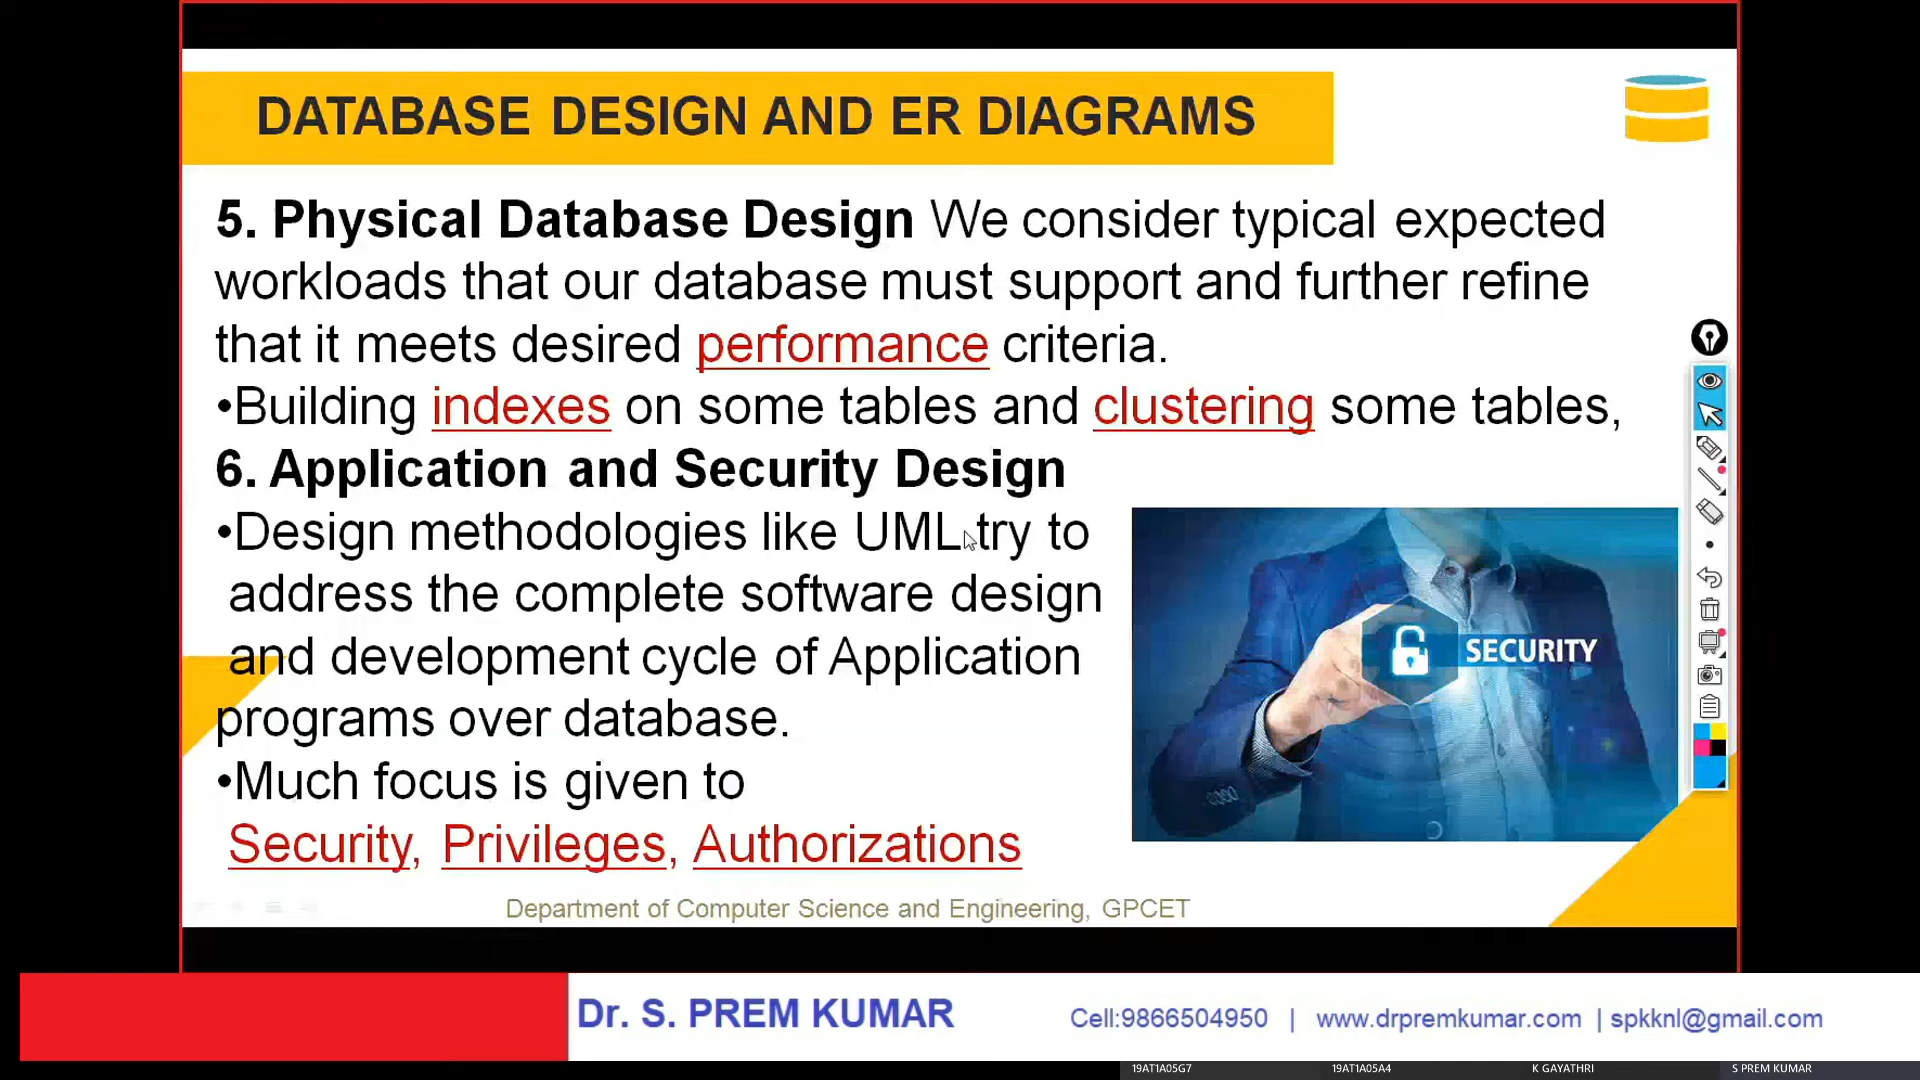 DATABASE DESIGN AND ER DIAGRAMS
5. Physical Database Design We consider typical expected
workloads that our database must support and further refine
that it meets desired performance criteria.
•Building indexes on some tables and clustering some tables,
6. Application and Security Design
•Design methodologies like UML try to
address the complete software design
and development cycle of Application
programs over database.
•Much focus is given to
Security, Privileges, Authorizations
SECURITY
Department of Computer Science and Engineering, GPCET
Dr. S. PREM KUMAR
Cell:9866504950 | www.drpremkumar.com | spkknl@gmail.com
19AT1A05G7 19AT1A05A4 K GAYATHRI S PREM KUMAR